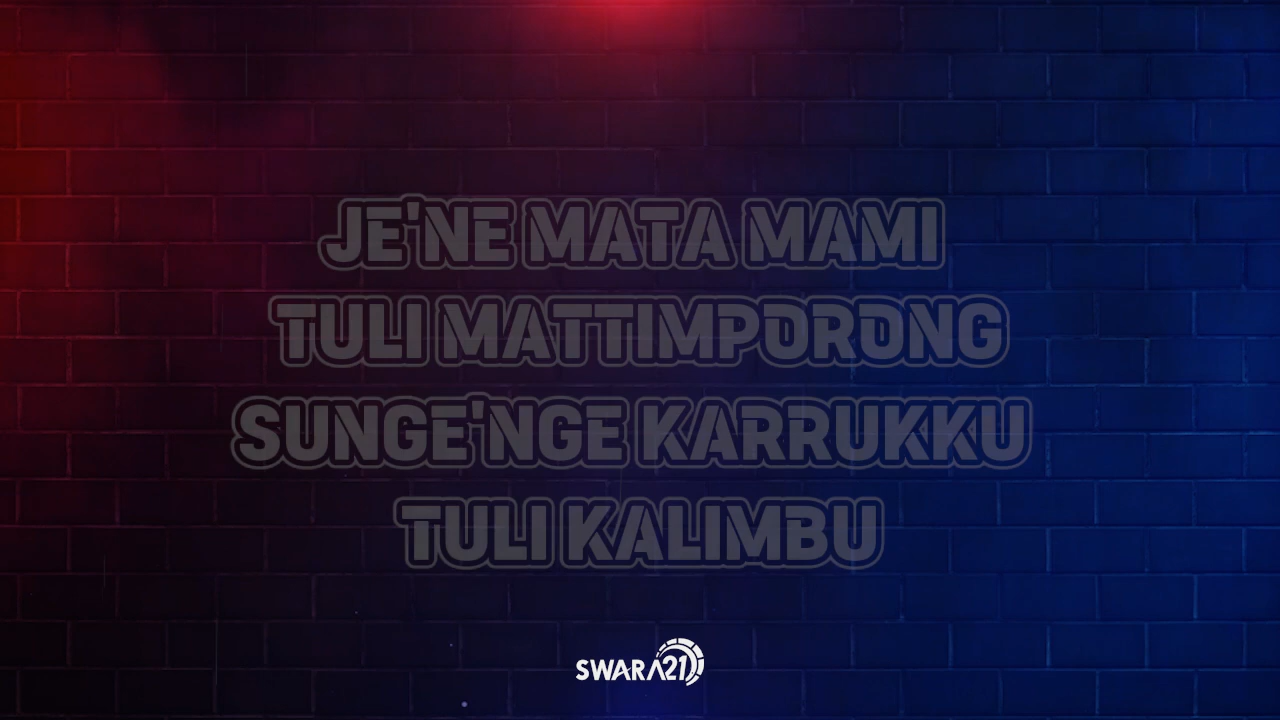 JE'NE MATA MAMI
TULI MATTIMPORONG
SUNGE'NGE KARRUKKU
TULI KALIMBU
SWARA21